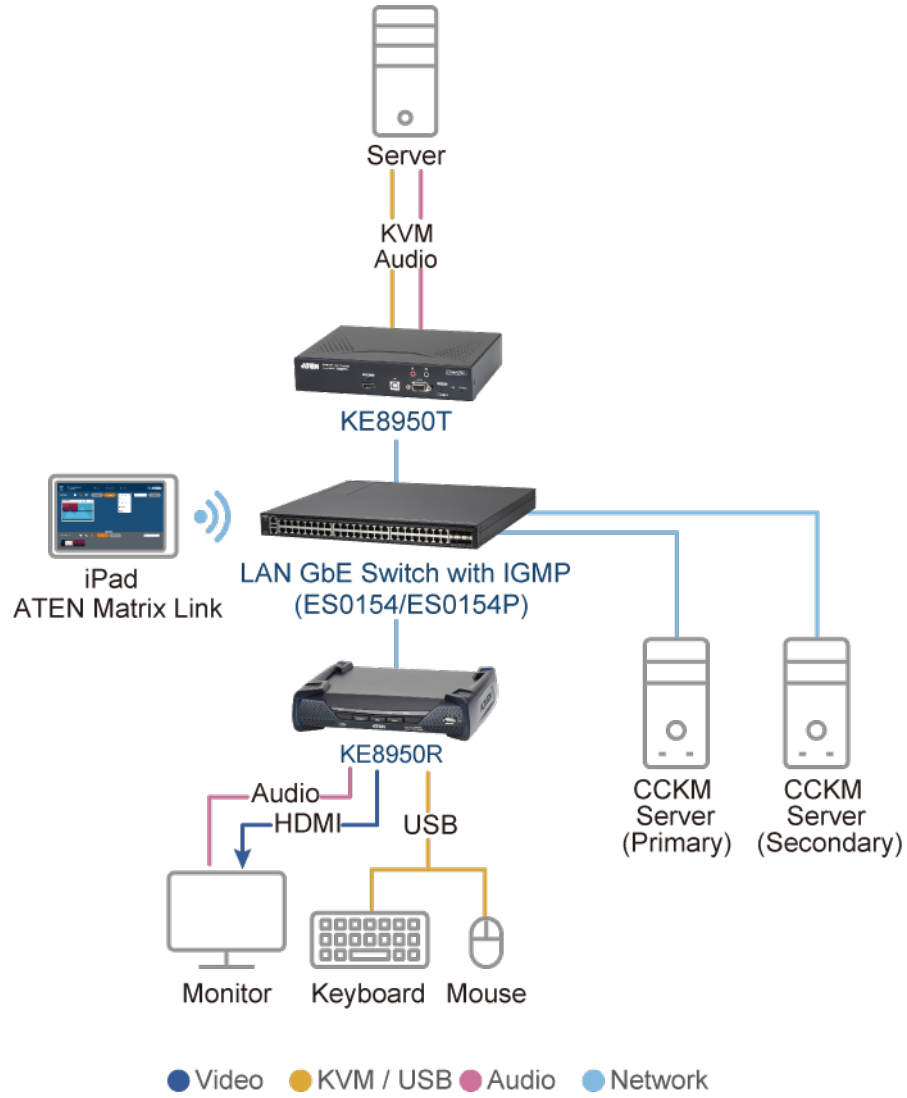 Server
KVM
Audio
ATEN
KE8950T
iPad
ATEN Matrix Link
LAN GbE Switch with IGMP
(ES0154/ES0154P)
KE8950R
Audio
HDMI
USB
CCKM
Server
(Primary)
CCKM
Server
(Secondary)
Monitor
Keyboard
Mouse
Video
KVM / USB
Audio
Network